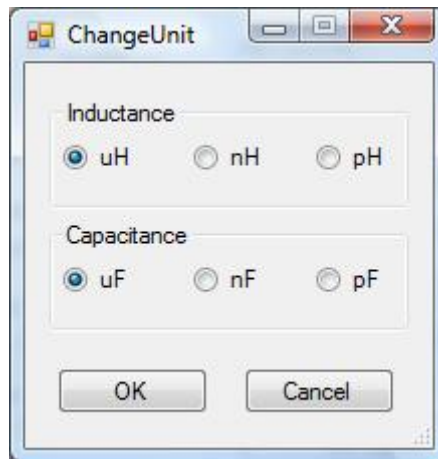 ChangeUnit
Inductance
uH nH pH
Capacitance
uF nF pF
OK Cancel